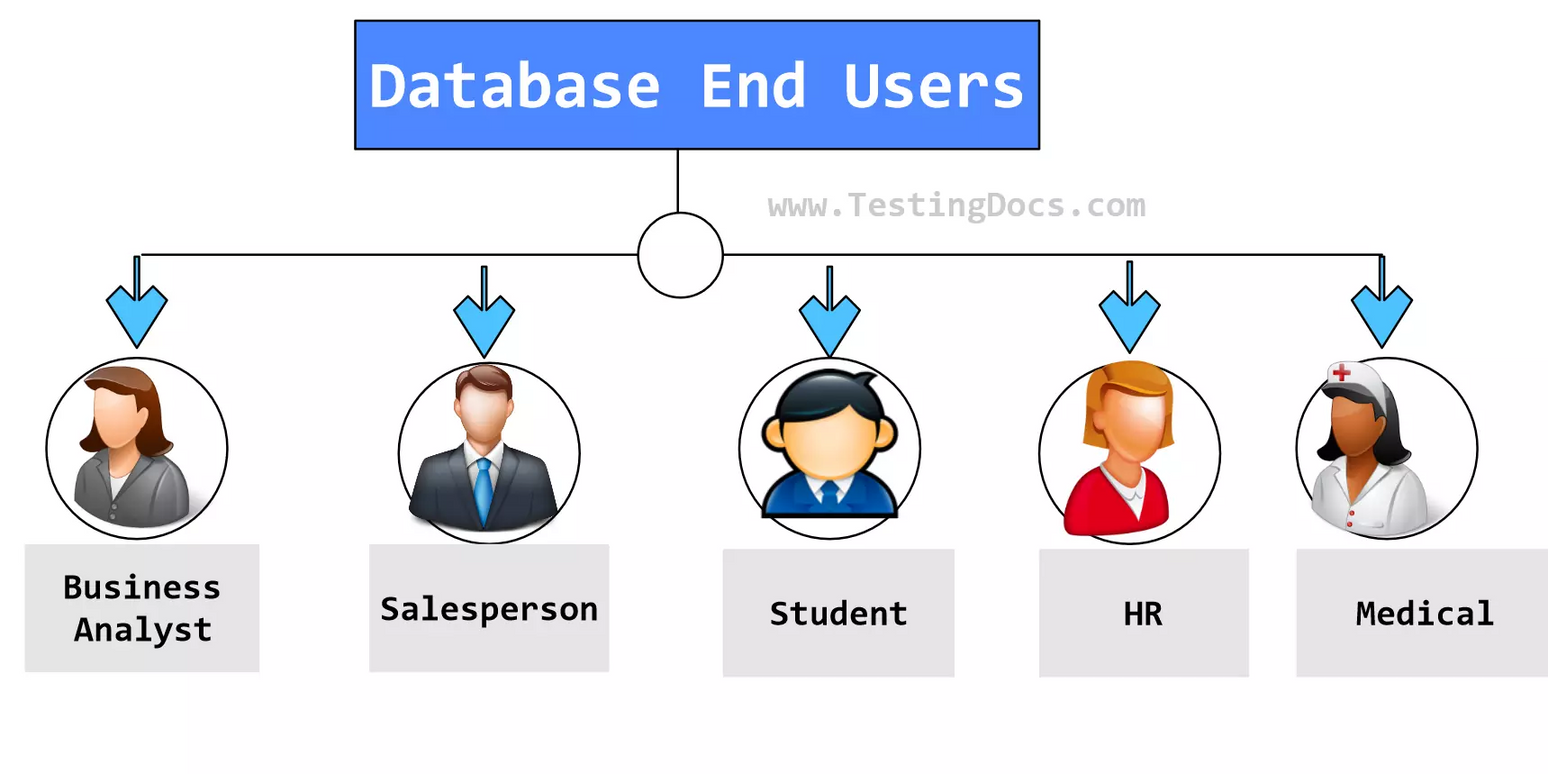 Database End Users
www.TestingDocs.com
Business
Analyst
Salesperson
Student
HR
Medical